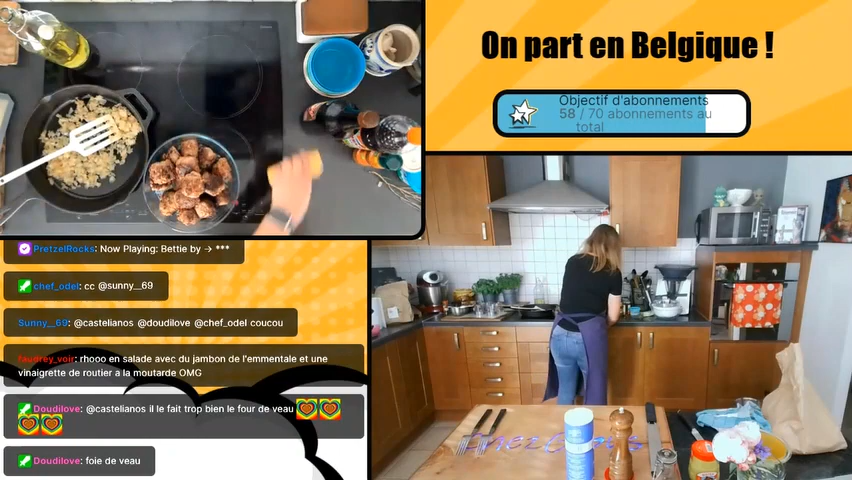 On part en Belgique !
Objectif d'abonnements
58 / 70 abonnements au
total
PretzelRocks: Now Playing: Bettie by -> ***
chef_odel: cc @sunny__69
Sunny__69: @castelianos @doudilove @chef_odel coucou
faudrey_voir: rhooo en salade avec du jambon de l'emmentale et une
vinaigrette de routier a la moutarde OMG
Doudilove: @castelianos il le fait trop bien le four de veau
Doudilove: foie de veau